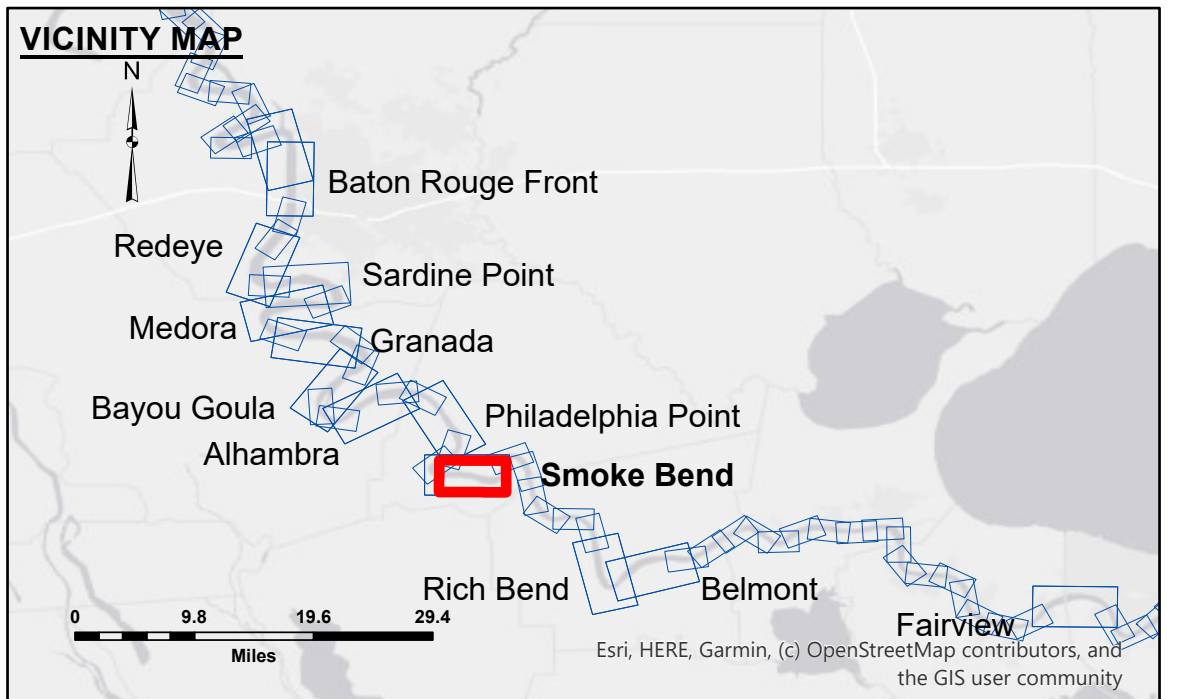 VICINITY MAP
N
Baton Rouge Front
Redeye
Sardine Point
Medora
Granada
Bayou Goula
Philadelphia Point
Alhambra
Smoke Bend
Rich Bend
Belmont
Fairview
0 9.8 19.6 29.4
Miles
Esri, HERE, Garmin, (c) OpenStreetMap contributors, and
the GIS user community